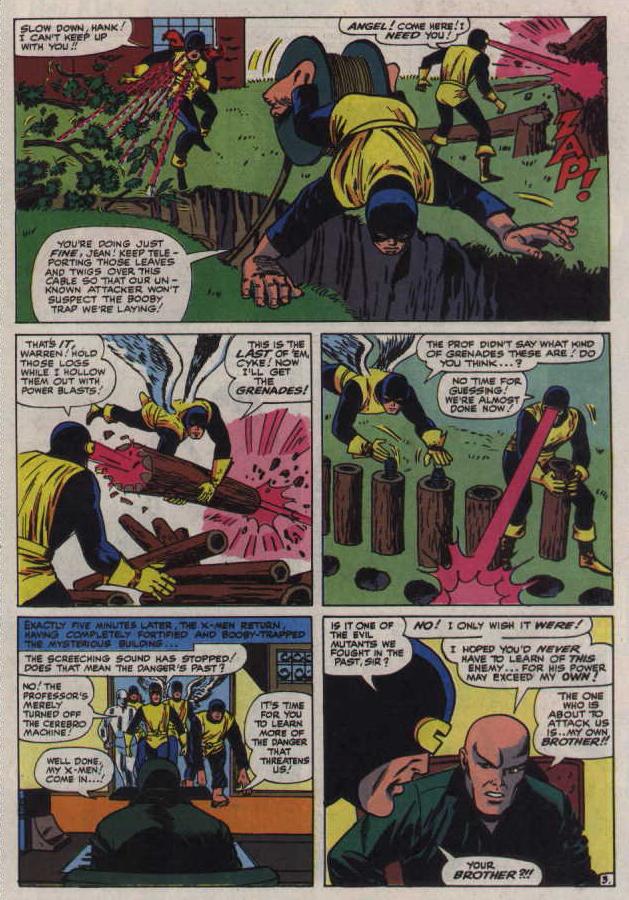 SLOW DOWN, HANK!
I CAN'T KEEP UP
WITH YOU!!
ANGEL! COME HERE! I
NEED YOU!
ZAP!
YOU'RE DOING JUST
FINE, JEAN! KEEP TELE-
PORTING THOSE LEAVES
AND TWIGS OVER THIS
CABLE SO THAT OUR UN-
KNOWN ATTACKER WON'T
SUSPECT THE BOOBY
TRAP WE'RE LAYING!
THAT'S IT,
WARREN! HOLD
THOSE LOGS
WHILE I HOLLOW
THEM OUT WITH
POWER BLASTS!
THIS IS THE
LAST OF 'EM,
CYKE! NOW
I'LL GET
THE
GRENADES!
THE PROF DIDN'T SAY WHAT KIND
OF GRENADES THESE ARE! DO
YOU THINK...?
NO TIME FOR
GUESSING!
WE'RE ALMOST
DONE NOW!
EXACTLY FIVE MINUTES LATER, THE X-MEN RETURN,
HAVING COMPLETELY FORTIFIED AND BOOBY-TRAPPED
THE MYSTERIOUS BUILDING...
THE SCREECHING SOUND HAS STOPPED!
DOES THAT MEAN THE DANGER'S PAST?
NO! THE
PROFESSOR'S
MERELY
TURNED OFF
THE CEREBRO
MACHINE!
WELL DONE,
MY X-MEN!
COME IN...!
IT'S TIME
FOR YOU
TO LEARN
MORE OF
THE DANGER
THAT
THREATENS
US!
IS IT ONE OF
THE EVIL
MUTANTS WE
FOUGHT IN THE
PAST, SIR?
NO! I ONLY WISH IT WERE!
I HOPED YOU'D NEVER
HAVE TO LEARN OF THIS
ENEMY... FOR HIS POWER
MAY EXCEED MY OWN!
THE ONE
WHO IS
ABOUT TO
ATTACK US
IS...MY OWN
BROTHER!!
YOUR
BROTHER?!!
3.